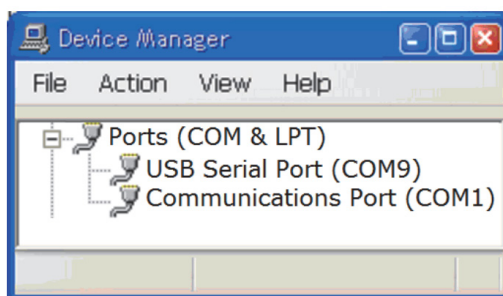 Device Manager
File Action View Help
Ports (COM & LPT)
USB Serial Port (COM9)
Communications Port (COM1)